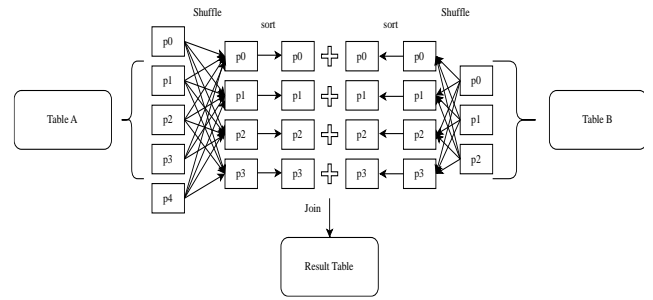 Shuffle
Shuffle
sort
sort
p0
p0 p0 p0 p0
p1 p0
p1 p1 p1 p1
Table A p2 p1 Table B
p2 p2 p2 p2
p3 p2
p3 p3 p3 p3
p4
Join
Result Table